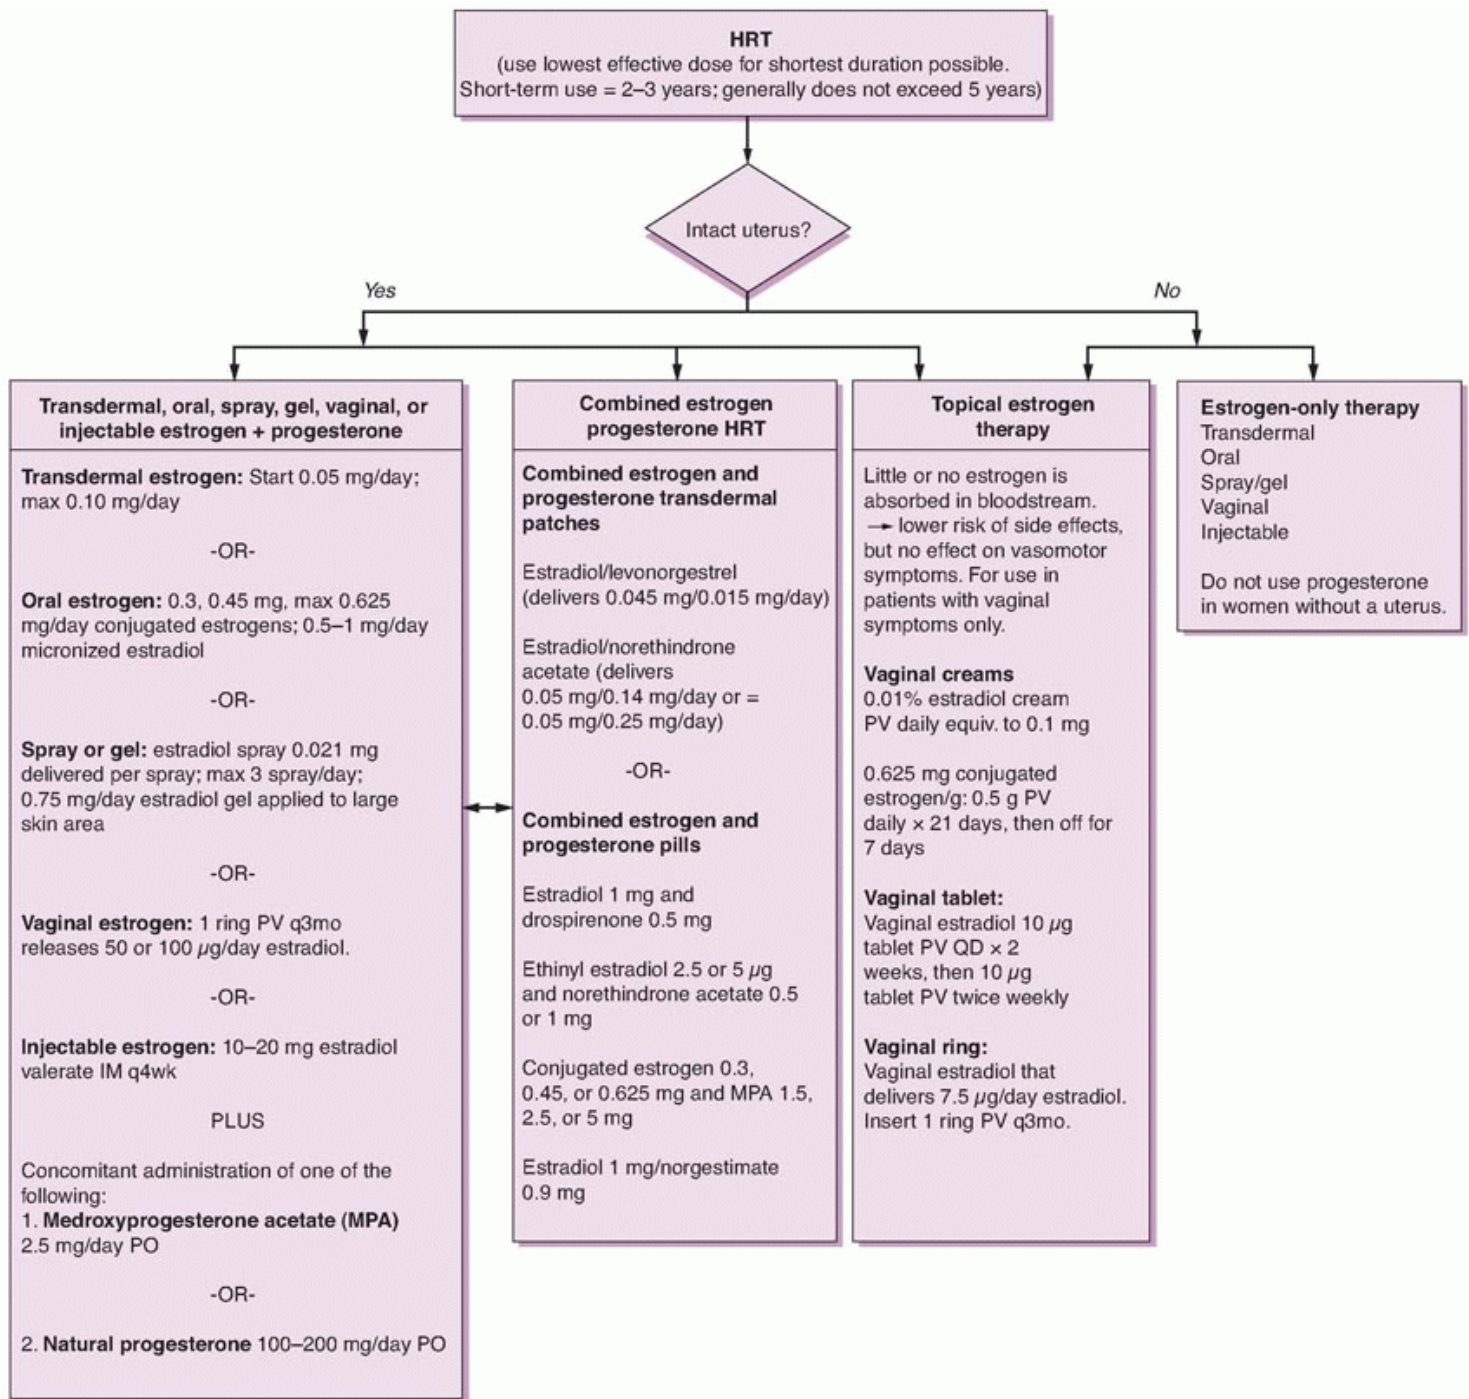 HRT
(use lowest effective dose for shortest duration possible.
Short-term use = 2–3 years; generally does not exceed 5 years)
Intact uterus?
Yes
No
Transdermal, oral, spray, gel, vaginal, or
injectable estrogen + progesterone
Transdermal estrogen: Start 0.05 mg/day;
max 0.10 mg/day
-OR-
Oral estrogen: 0.3, 0.45 mg, max 0.625
mg/day conjugated estrogens; 0.5–1 mg/day
micronized estradiol
-OR-
Spray or gel: estradiol spray 0.021 mg
delivered per spray; max 3 spray/day;
0.75 mg/day estradiol gel applied to large
skin area
-OR-
Vaginal estrogen: 1 ring PV q3mo
releases 50 or 100 µg/day estradiol.
-OR-
Injectable estrogen: 10–20 mg estradiol
valerate IM q4wk
PLUS
Concomitant administration of one of the
following:
1. Medroxyprogesterone acetate (MPA)
2.5 mg/day PO
-OR-
2. Natural progesterone 100–200 mg/day PO
Combined estrogen
progesterone HRT
Combined estrogen and
progesterone transdermal
patches
Estradiol/levonorgestrel
(delivers 0.045 mg/0.015 mg/day)
Estradiol/norethindrone
acetate (delivers
0.05 mg/0.14 mg/day or =
0.05 mg/0.25 mg/day)
-OR-
Combined estrogen and
progesterone pills
Estradiol 1 mg and
drospirenone 0.5 mg
Ethinyl estradiol 2.5 or 5 µg
and norethindrone acetate 0.5
or 1 mg
Conjugated estrogen 0.3,
0.45, or 0.625 mg and MPA 1.5,
2.5, or 5 mg
Estradiol 1 mg/norgestimate
0.9 mg
Topical estrogen
therapy
Little or no estrogen is
absorbed in bloodstream.
→ lower risk of side effects,
but no effect on vasomotor
symptoms. For use in
patients with vaginal
symptoms only.
Vaginal creams
0.01% estradiol cream
PV daily equiv. to 0.1 mg
0.625 mg conjugated
estrogen/g: 0.5 g PV
daily × 21 days, then off for
7 days
Vaginal tablet:
Vaginal estradiol 10 µg
tablet PV QD × 2
weeks, then 10 µg
tablet PV twice weekly
Vaginal ring:
Vaginal estradiol that
delivers 7.5 µg/day estradiol.
Insert 1 ring PV q3mo.
Estrogen-only therapy
Transdermal
Oral
Spray/gel
Vaginal
Injectable
Do not use progesterone
in women without a uterus.